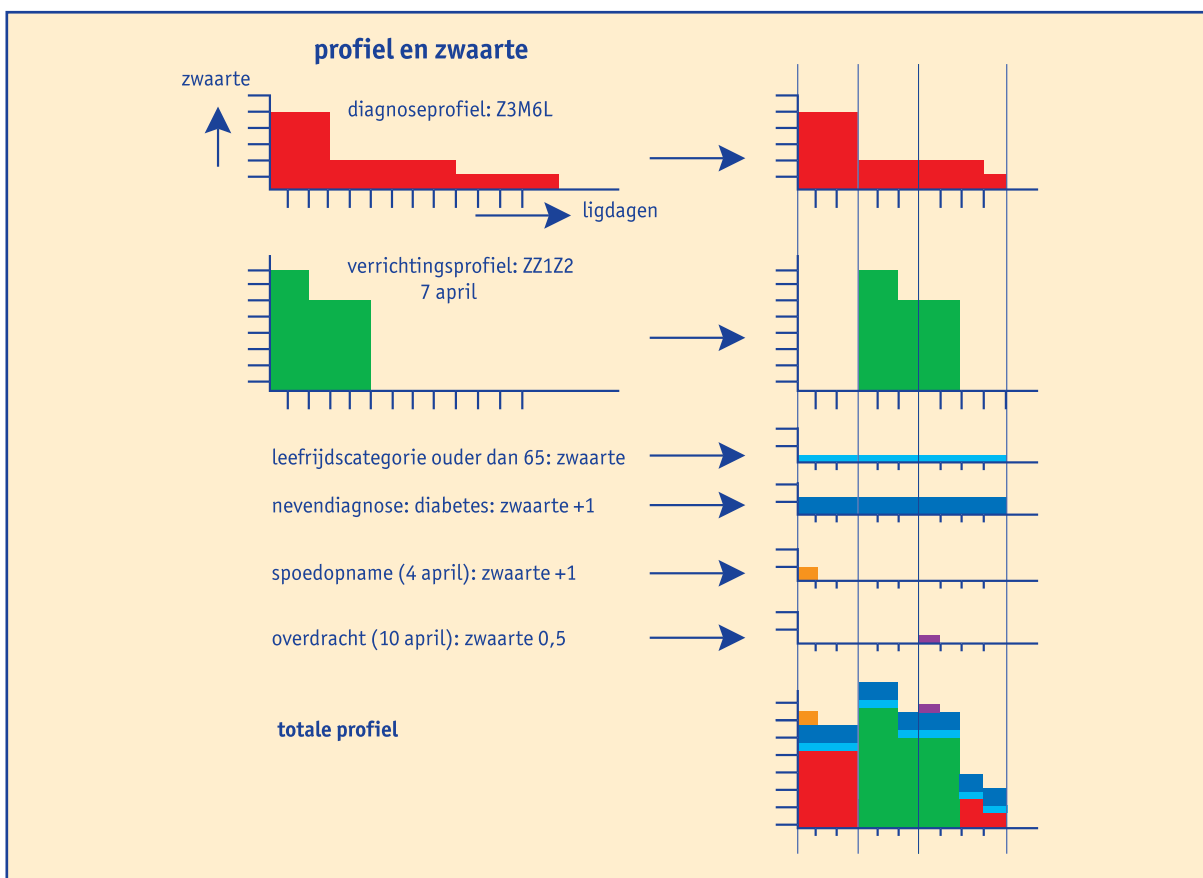 profiel en zwaarte
zwaarte
diagnoseprofiel: Z3M6L
ligdagen
verrichtingsprofiel: ZZ1Z2
7 april
leefrijdscategorie ouder dan 65: zwaarte
nevendiagnose: diabetes: zwaarte +1
spoedopname (4 april): zwaarte +1
overdracht (10 april): zwaarte 0,5
totale profiel